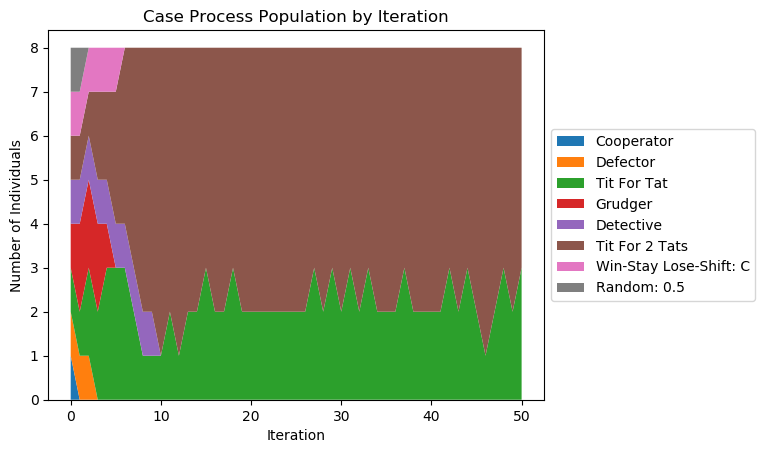 Case Process Population by Iteration
Number of Individuals
8
7
6
5
4
3
2
1
0
0
10
20
30
40
50
Iteration
Cooperator
Defector
Tit For Tat
Grudger
Detective
Tit For 2 Tats
Win-Stay Lose-Shift: C
Random: 0.5